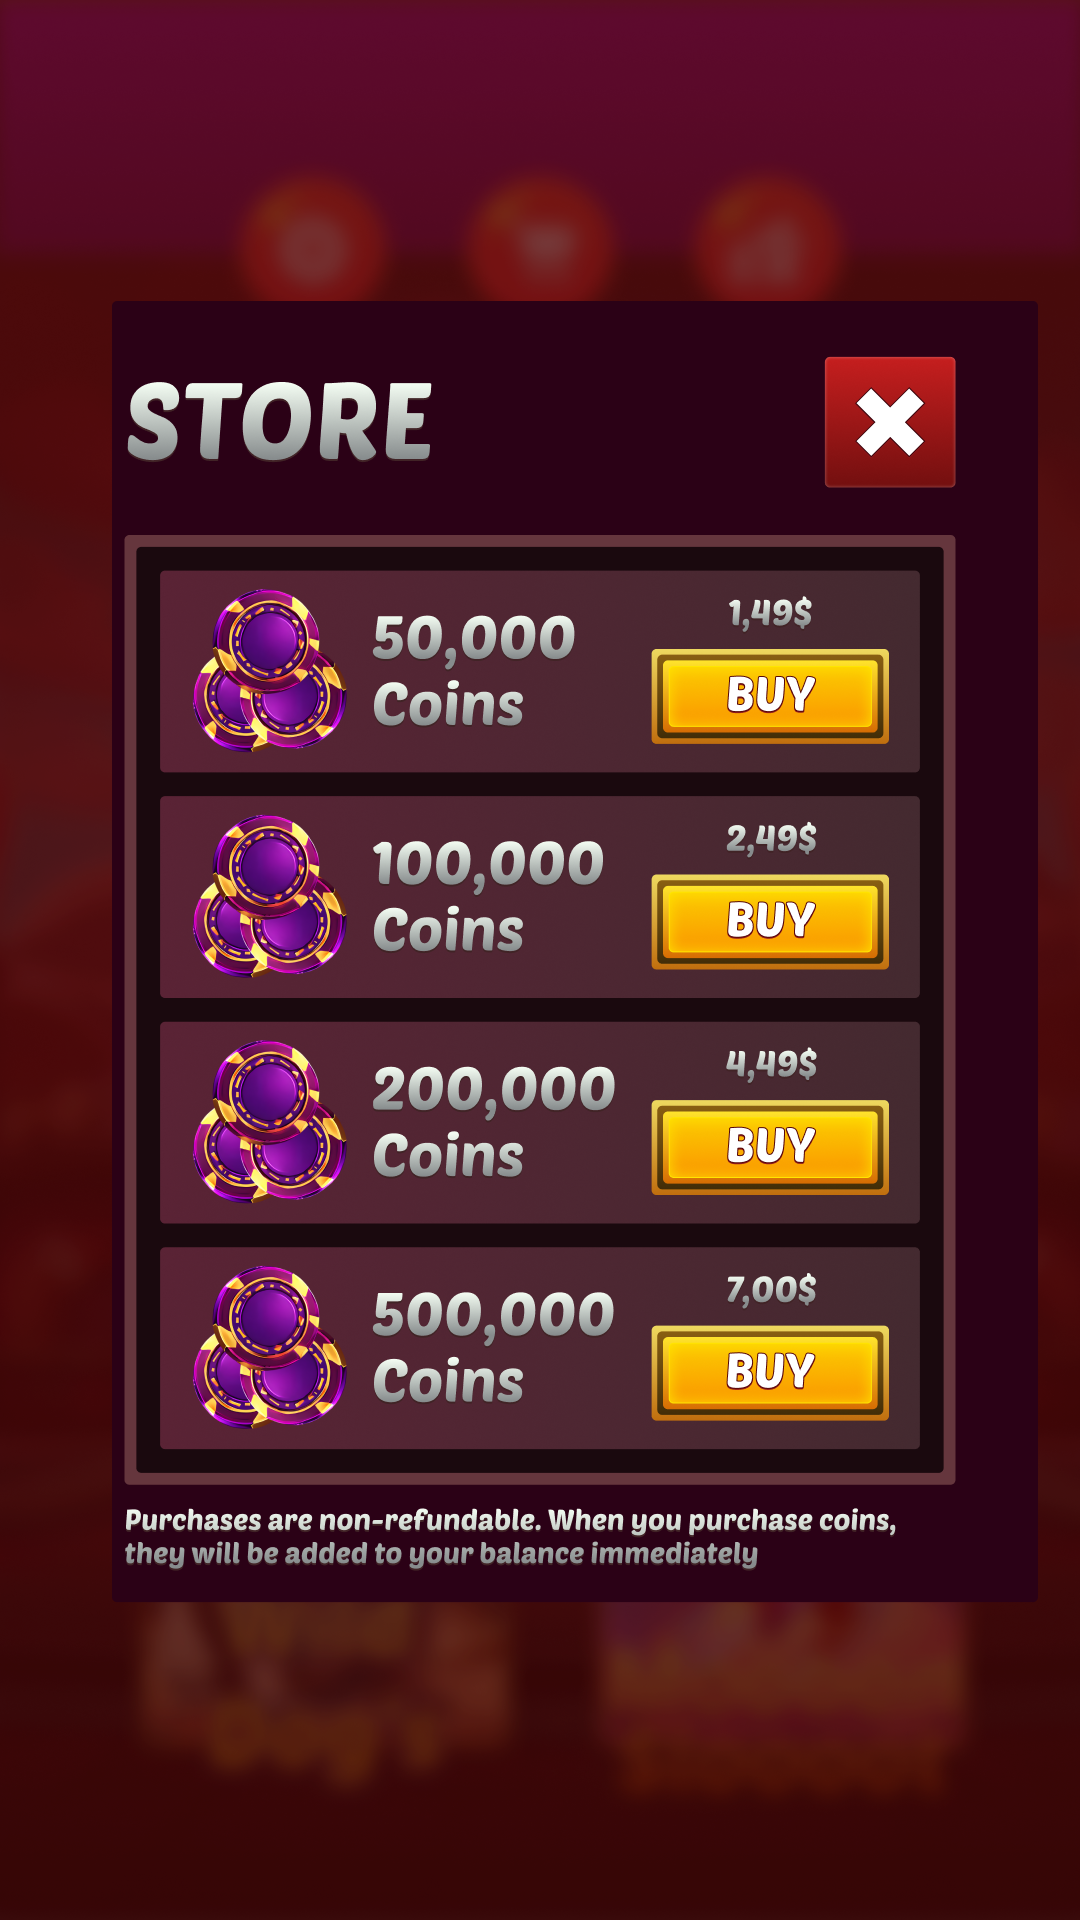 STORE
50,000
Coins
1,49$
BUY
100,000
Coins
2,49$
BUY
200,000
Coins
4,49$
BUY
500,000
Coins
7,00$
BUY
Purchases are non-refundable. When you purchase coins,
they will be added to your balance immediately